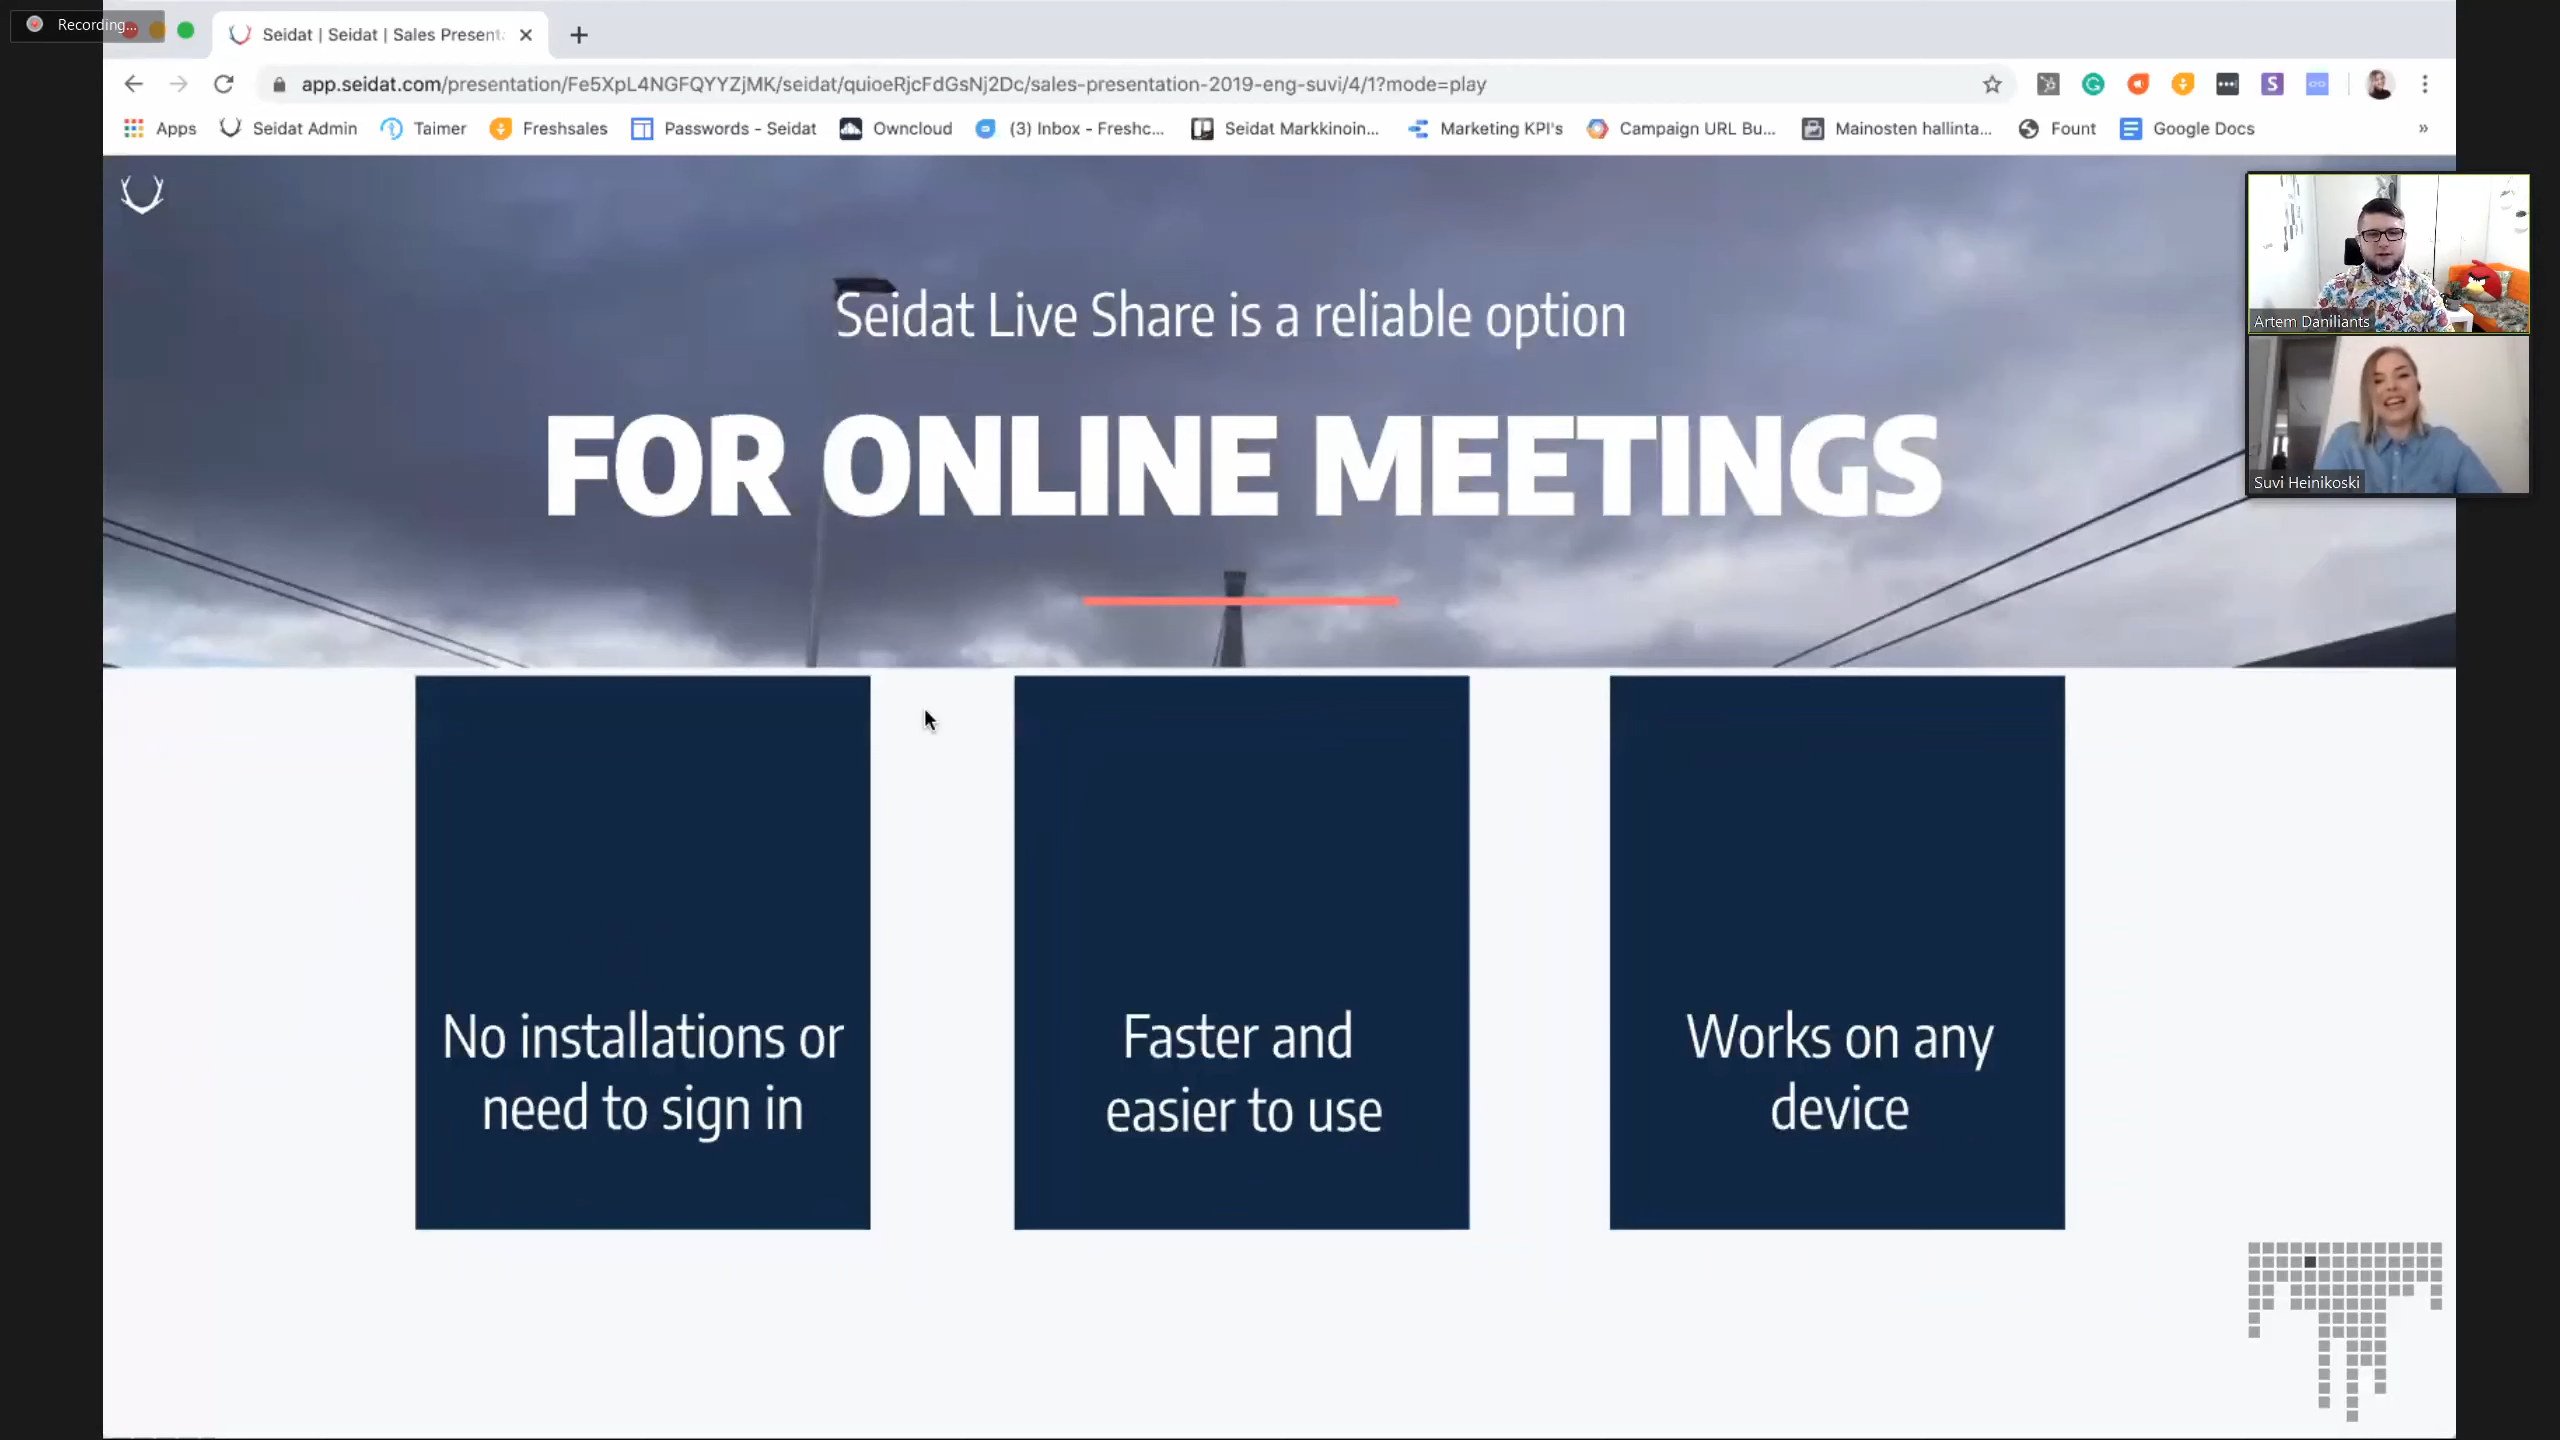 Recording...
Seidat | Seidat | Sales Present
app.seidat.com/presentation/Fe5XpL4NGFQYYZjMK/seidat/quioeRjcFdGsNj2Dc/sales-presentation-2019-eng-suvi/4/1?mode=play
Apps Seidat Admin Taimer Freshsales Passwords - Seidat Owncloud (3) Inbox - Freshc... Seidat Markkinoin... Marketing KPI's Campaign URL Bu... Mainosten hallinta... Fount Google Docs »
Seidat Live Share is a reliable option
FOR ONLINE MEETINGS
Artem Daniliants
Suvi Heinikoski
No installations or
need to sign in
Faster and
easier to use
Works on any
device